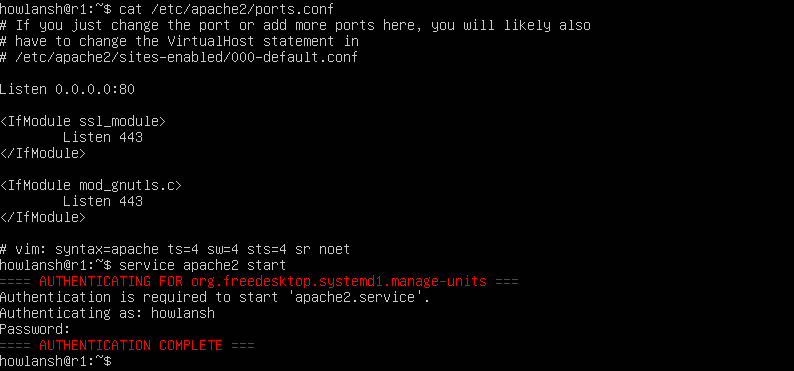 howlansh@r1:~$ cat /etc/apache2/ports.conf
# If you just change the port or add more ports here, you will likely also
# have to change the VirtualHost statement in
# /etc/apache2/sites-enabled/000-default.conf

Listen 0.0.0.0:80

<IfModule ssl_module>
        Listen 443
</IfModule>

<IfModule mod_gnutls.c>
        Listen 443
</IfModule>

# vim: syntax=apache ts=4 sw=4 sts=4 sr noet
howlansh@r1:~$ service apache2 start
==== AUTHENTICATING FOR org.freedesktop.systemd1.manage-units ===
Authentication is required to start 'apache2.service'.
Authenticating as: howlansh
Password:
==== AUTHENTICATION COMPLETE ===
howlansh@r1:~$